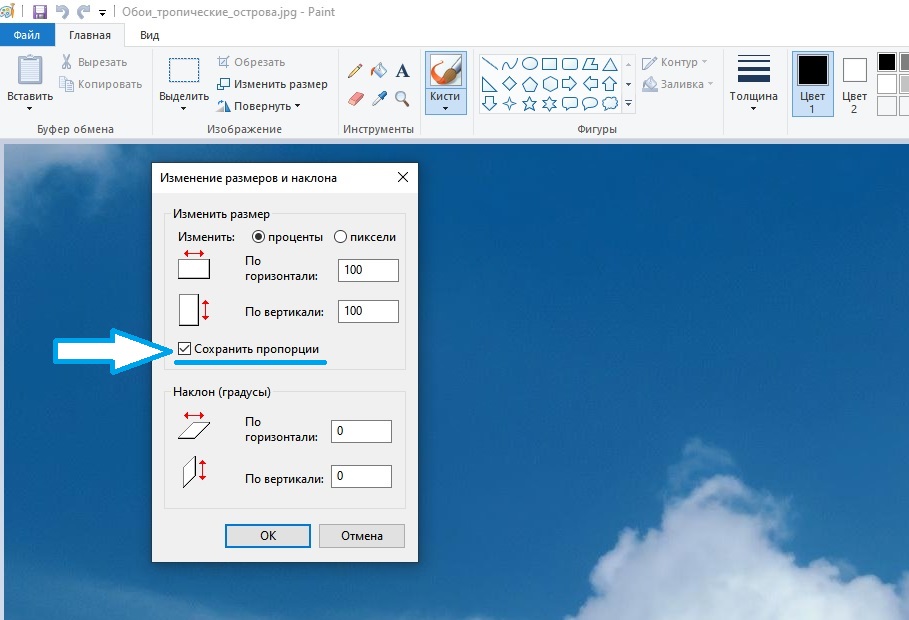 Обои_тропические_острова.jpg - Paint
Файл
Главная
Вид
Вставить
Вырезать
Копировать
Буфер обмена
Выделить
Обрезать
Изменить размер
Повернуть
Изображение
A
Инструменты
Кисти
Фигуры
Контур
Заливка
Толщина
Цвет
1
Цвет
2
Изменение размеров и наклона
Изменить размер
Изменить:
проценты
пиксели
По
горизонтали:
100
По вертикали:
100
Сохранить пропорции
Наклон (градусы)
По
горизонтали:
0
По вертикали:
0
ОК
Отмена